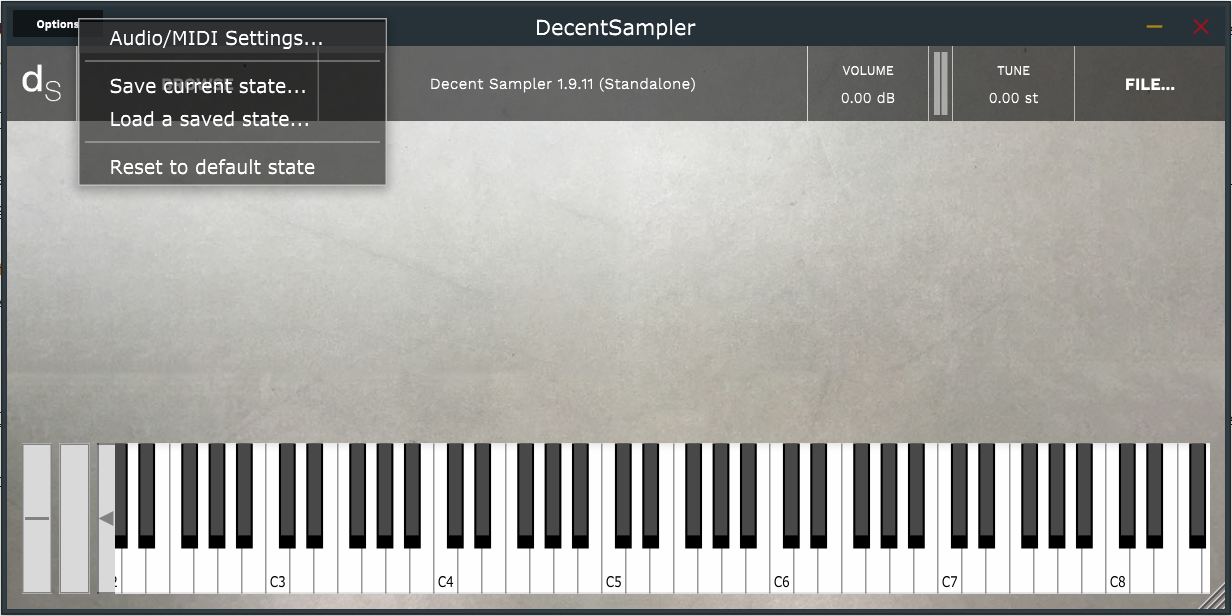 Options
DecentSampler
Audio/MIDI Settings...
Save current state...
Load a saved state...
Reset to default state
dS
BROWSE
Decent Sampler 1.9.11 (Standalone)
VOLUME
0.00 dB
TUNE
0.00 st
FILE...
C3 C4 C5 C6 C7 C8